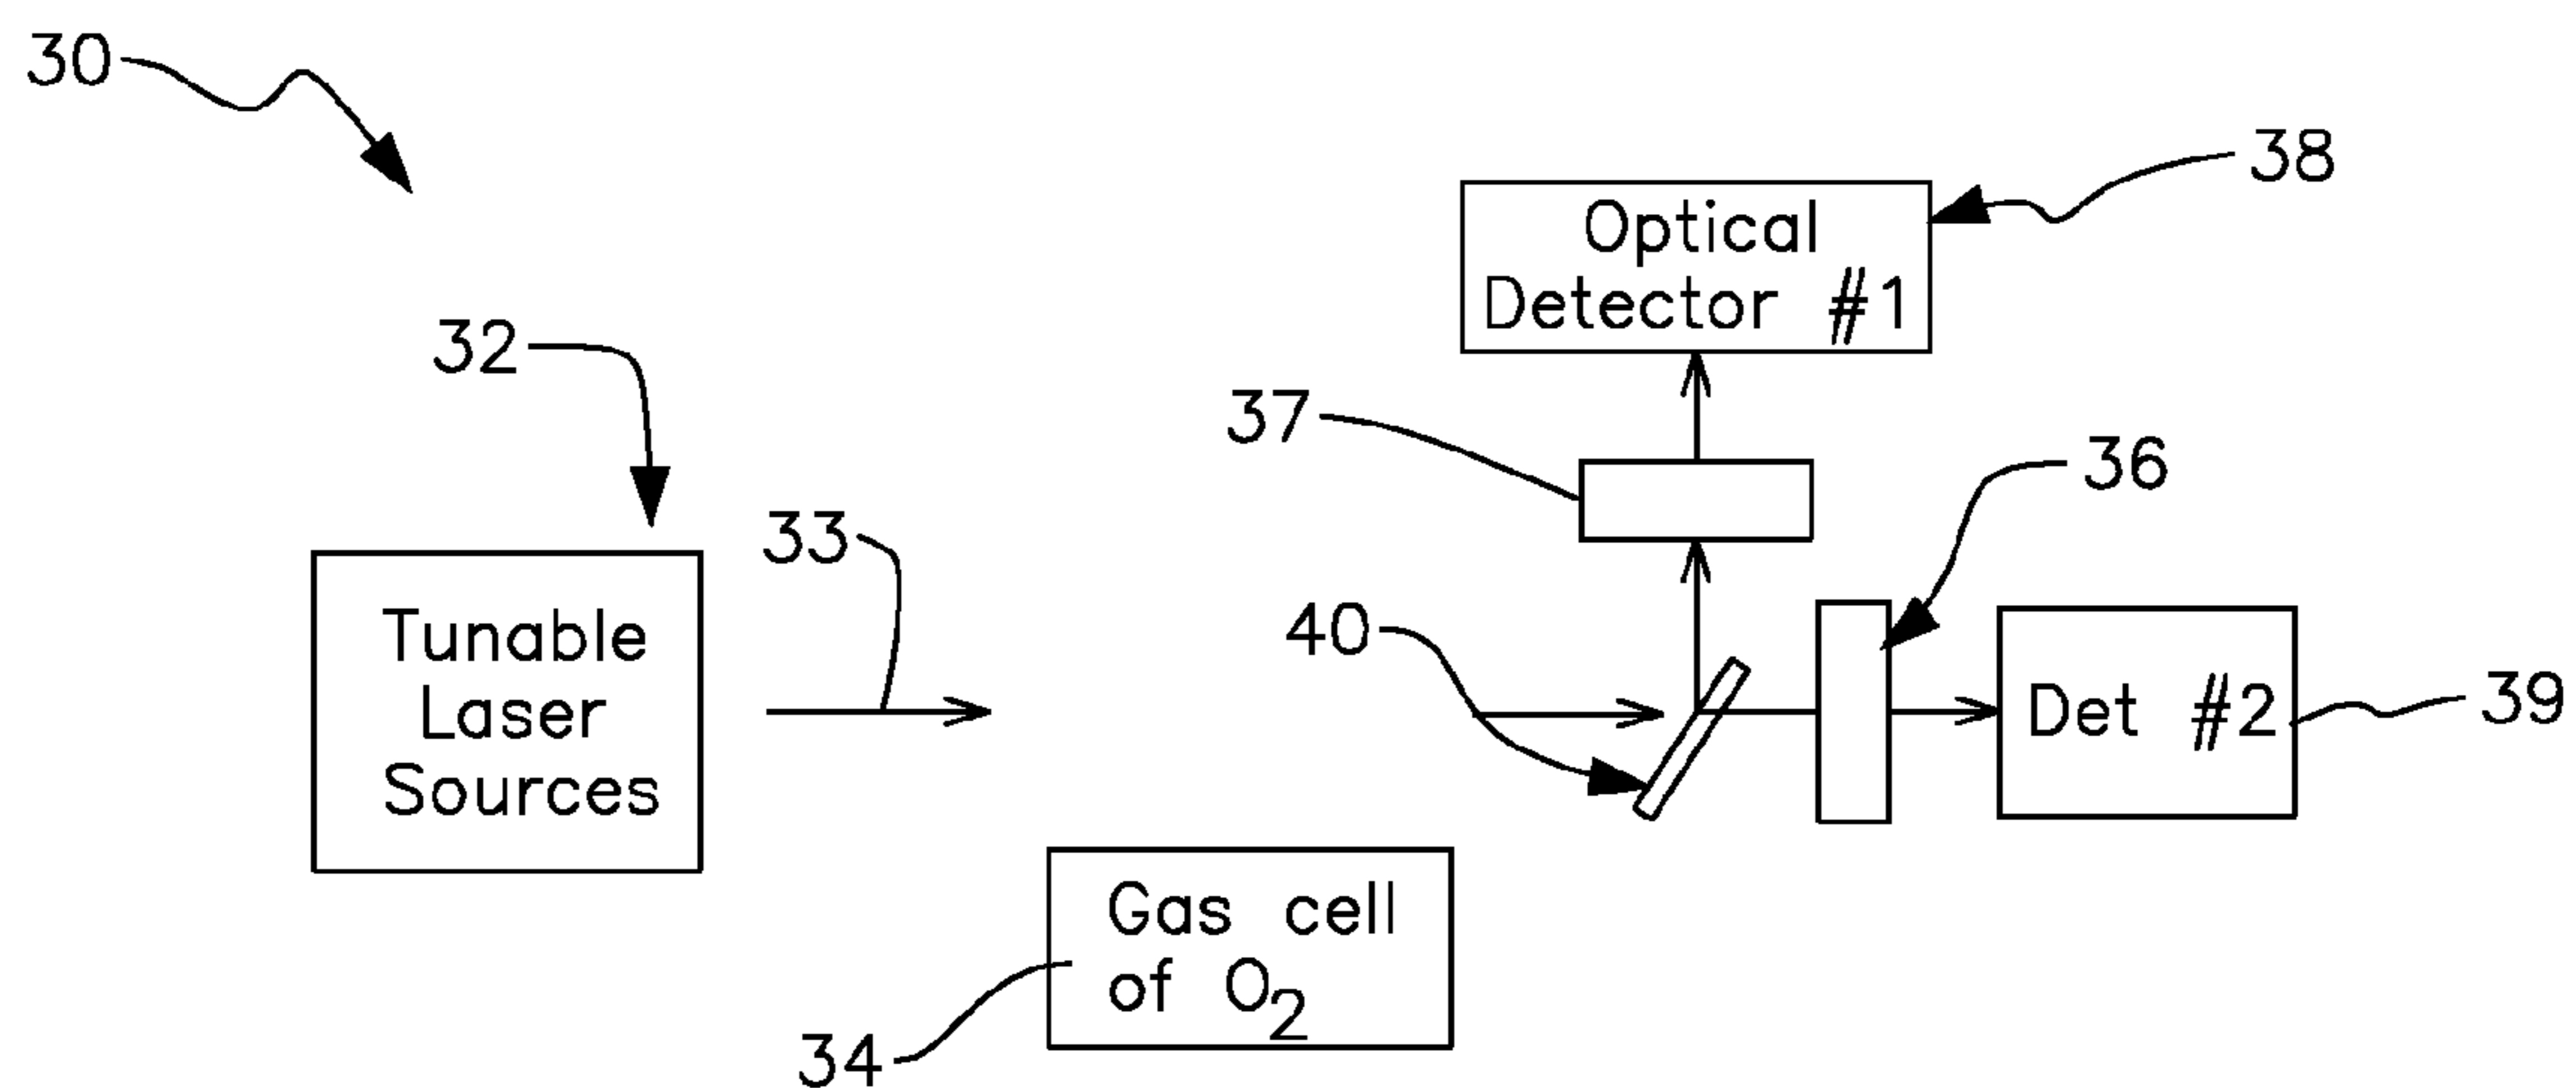 30
38
Optical
Detector #1
32
37
36
33
Tunable
Laser
Sources
40
Det #2
39
Gas cell
of O2
34